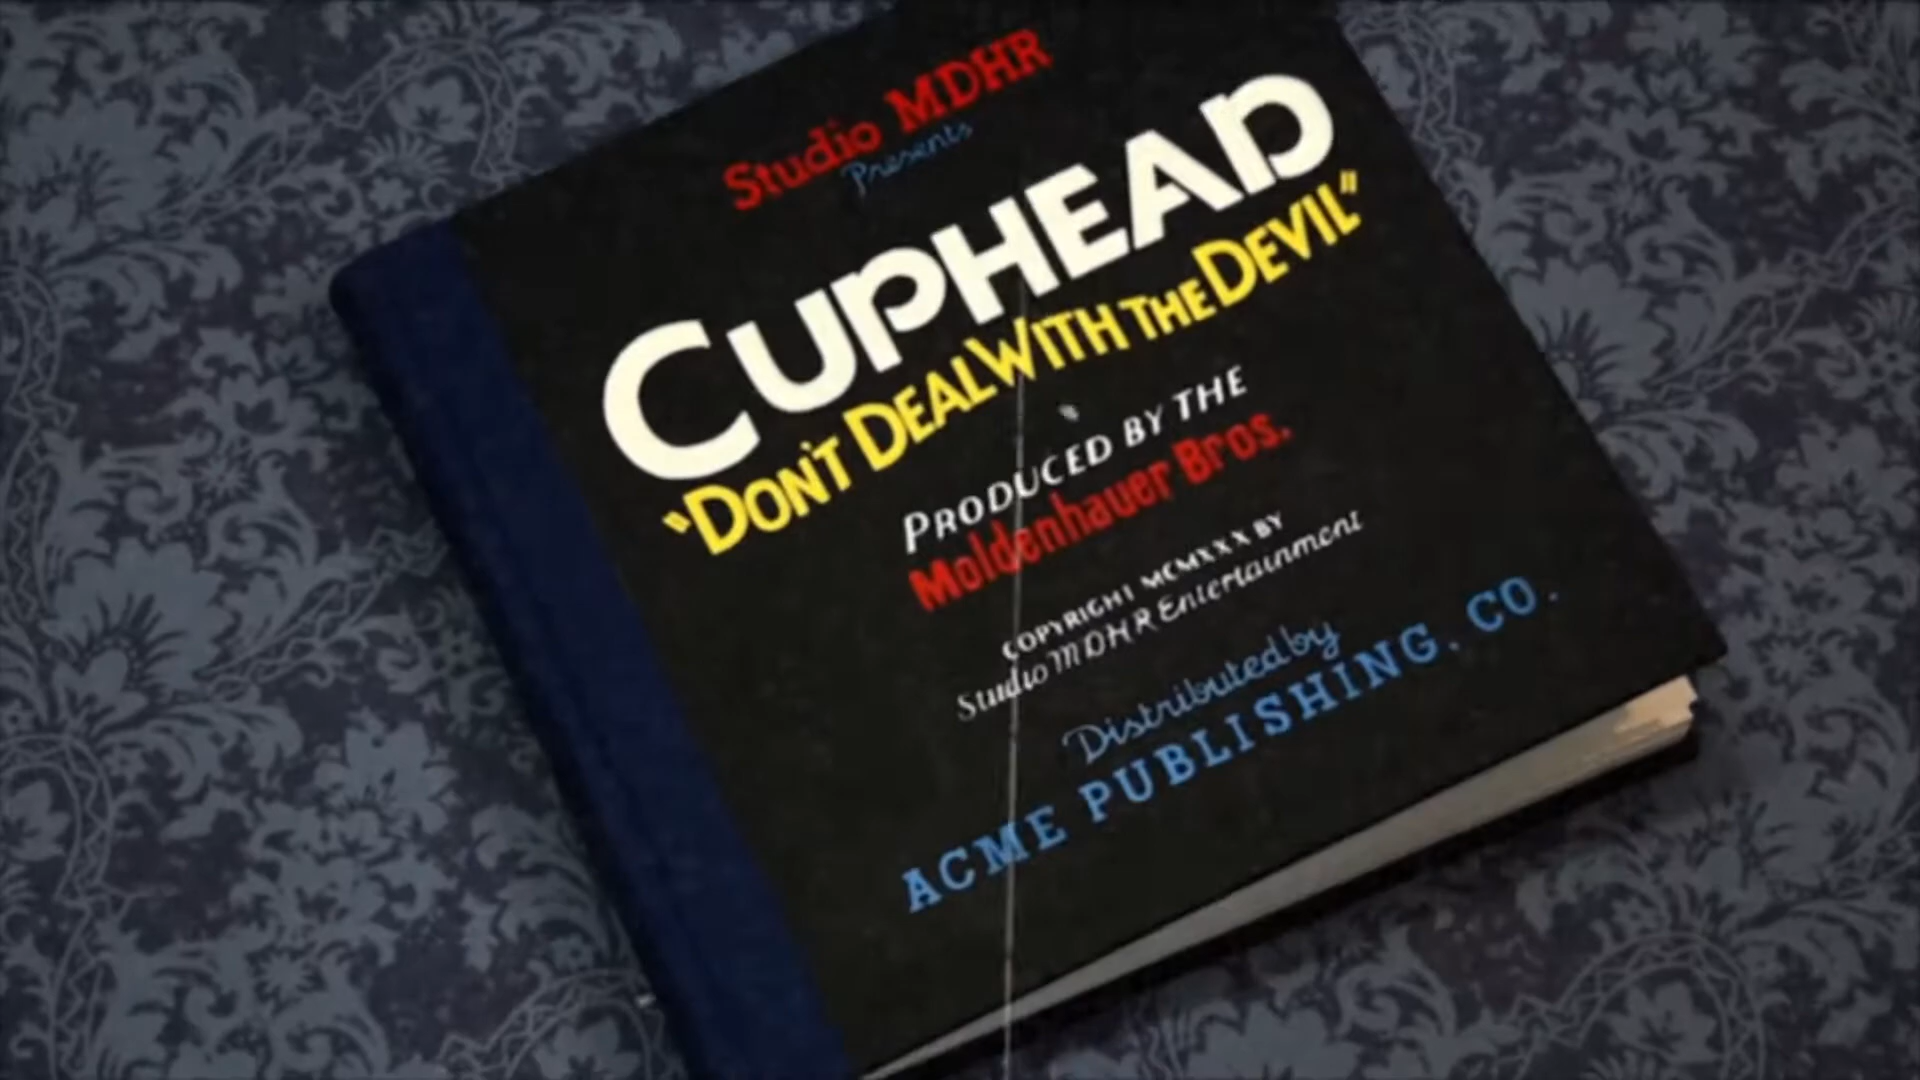 Studio MDHR
Presents
CUPHEAD
"DON'T DEAL WITH THE DEVIL"
PRODUCED BY THE
Moldenhauer Bros.
COPYRIGHT MCMXXX BY
Studio MDHR Entertainment
Distributed by
ACME PUBLISHING. CO.